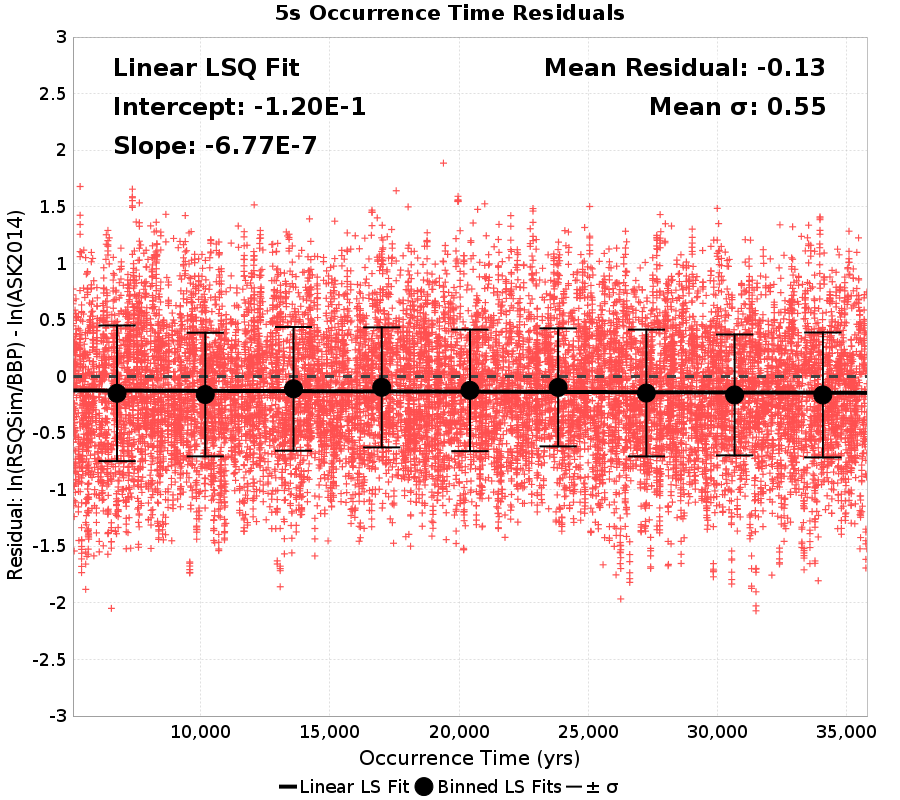 5s Occurrence Time Residuals
Linear LSQ Fit
Intercept: -1.20E-1
Slope: -6.77E-7
Mean Residual: -0.13
Mean σ: 0.55
Residual: ln(RSQSim/BBP) - ln(ASK2014)
3
2.5
2
1.5
1
0.5
0
-0.5
-1
-1.5
-2
-2.5
-3
10,000 15,000 20,000 25,000 30,000 35,000
Occurrence Time (yrs)
Linear LS Fit Binned LS Fits ± σ